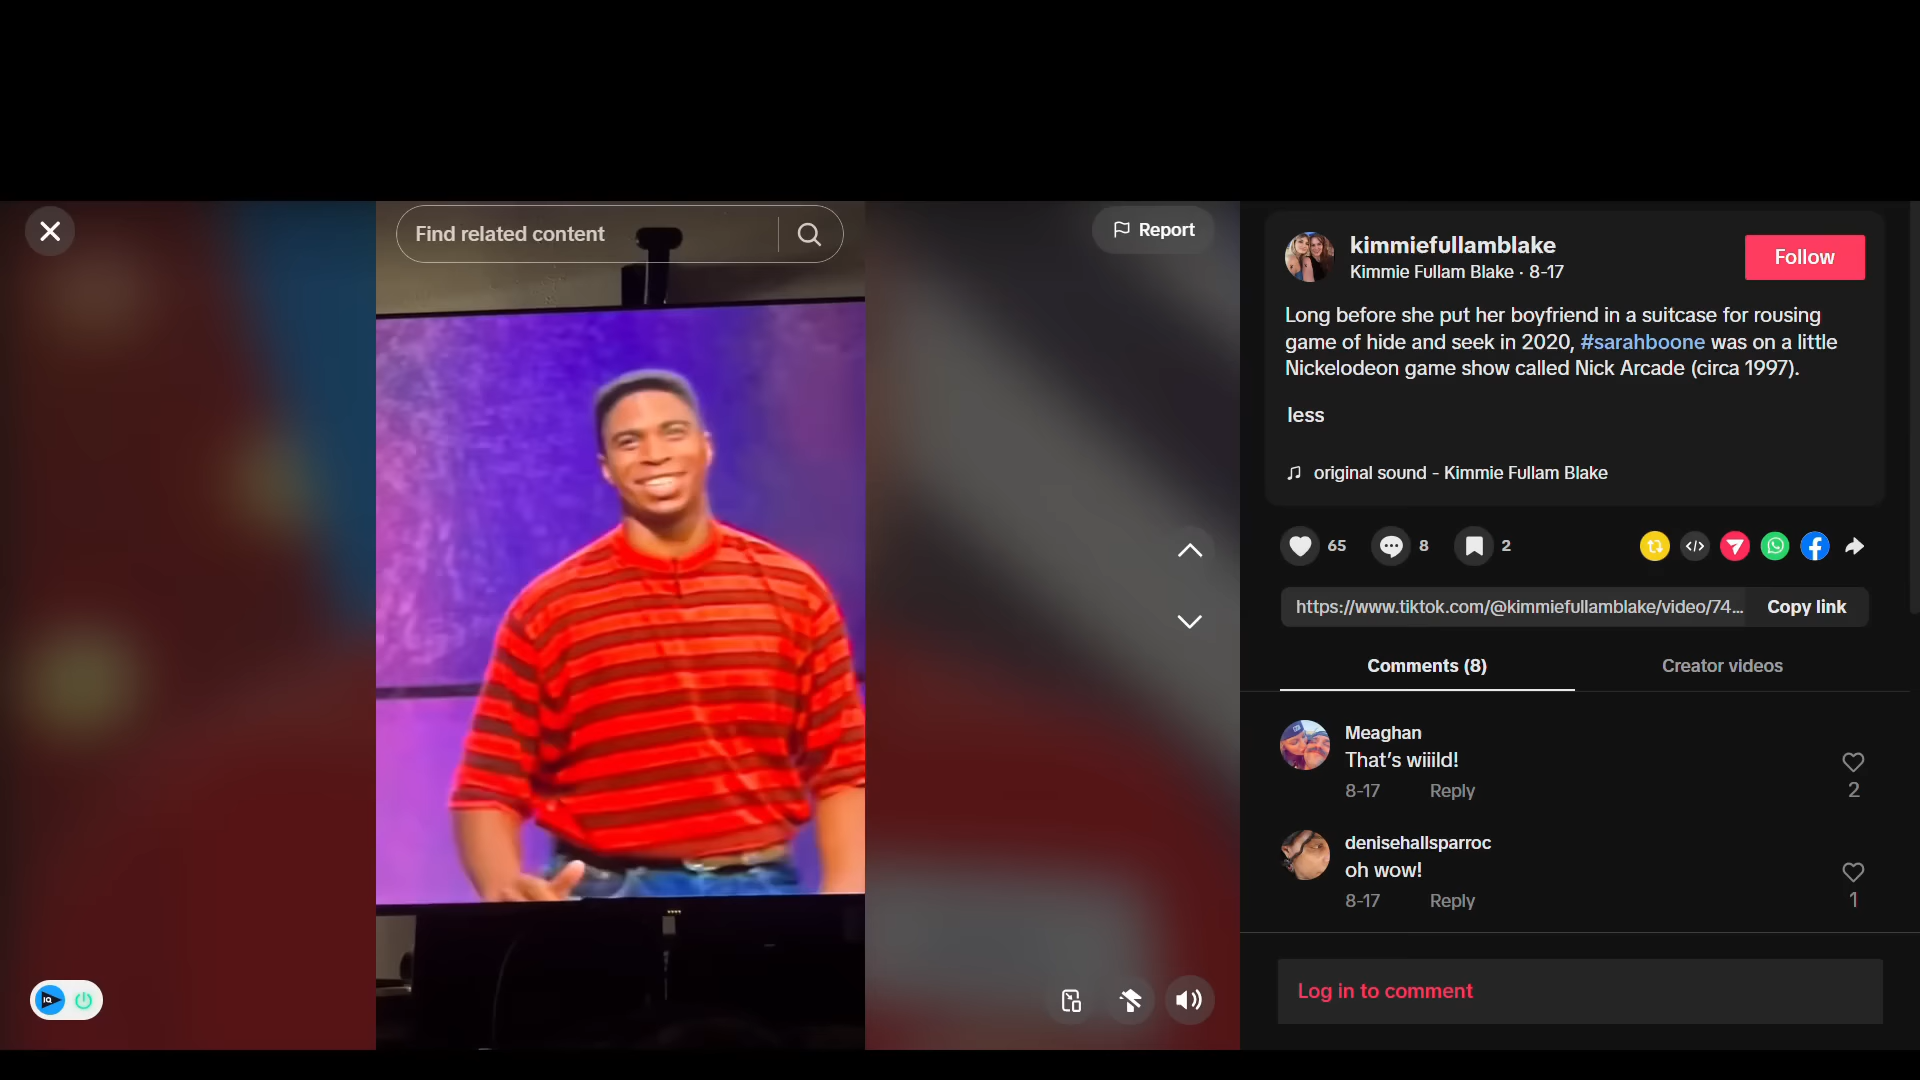 Find related content
Report
kimmiefullamblake
Kimmie Fullam Blake · 8-17
Follow
Long before she put her boyfriend in a suitcase for rousing
game of hide and seek in 2020, #sarahboone was on a little
Nickelodeon game show called Nick Arcade (circa 1997).
less
original sound - Kimmie Fullam Blake
65
8
2
https://www.tiktok.com/@kimmiefullamblake/video/74...
Copy link
Comments (8)
Creator videos
Meaghan
That's wiiild!
8-17 Reply
2
denisehallsparroc
oh wow!
8-17 Reply
1
Log in to comment
IQ